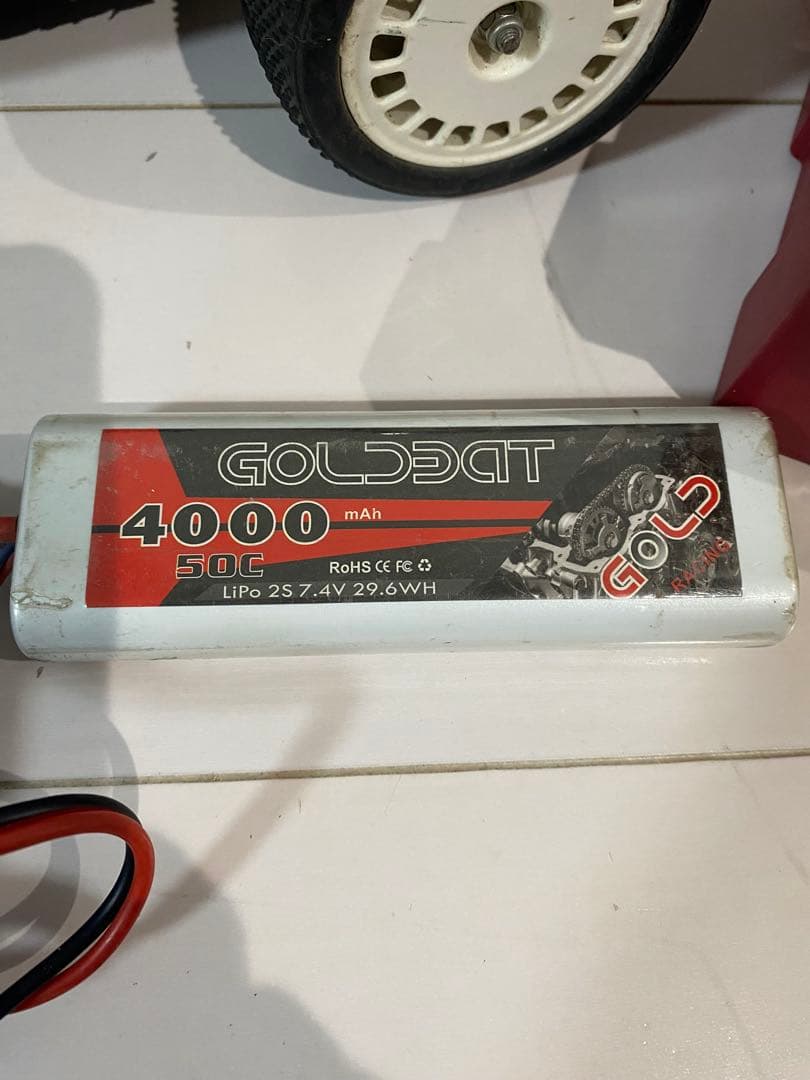 GOLDBAT
4000 mAh
50C
RoHS CE FC
LiPo 2S 7.4V 29.6WH
GOLD
RACING